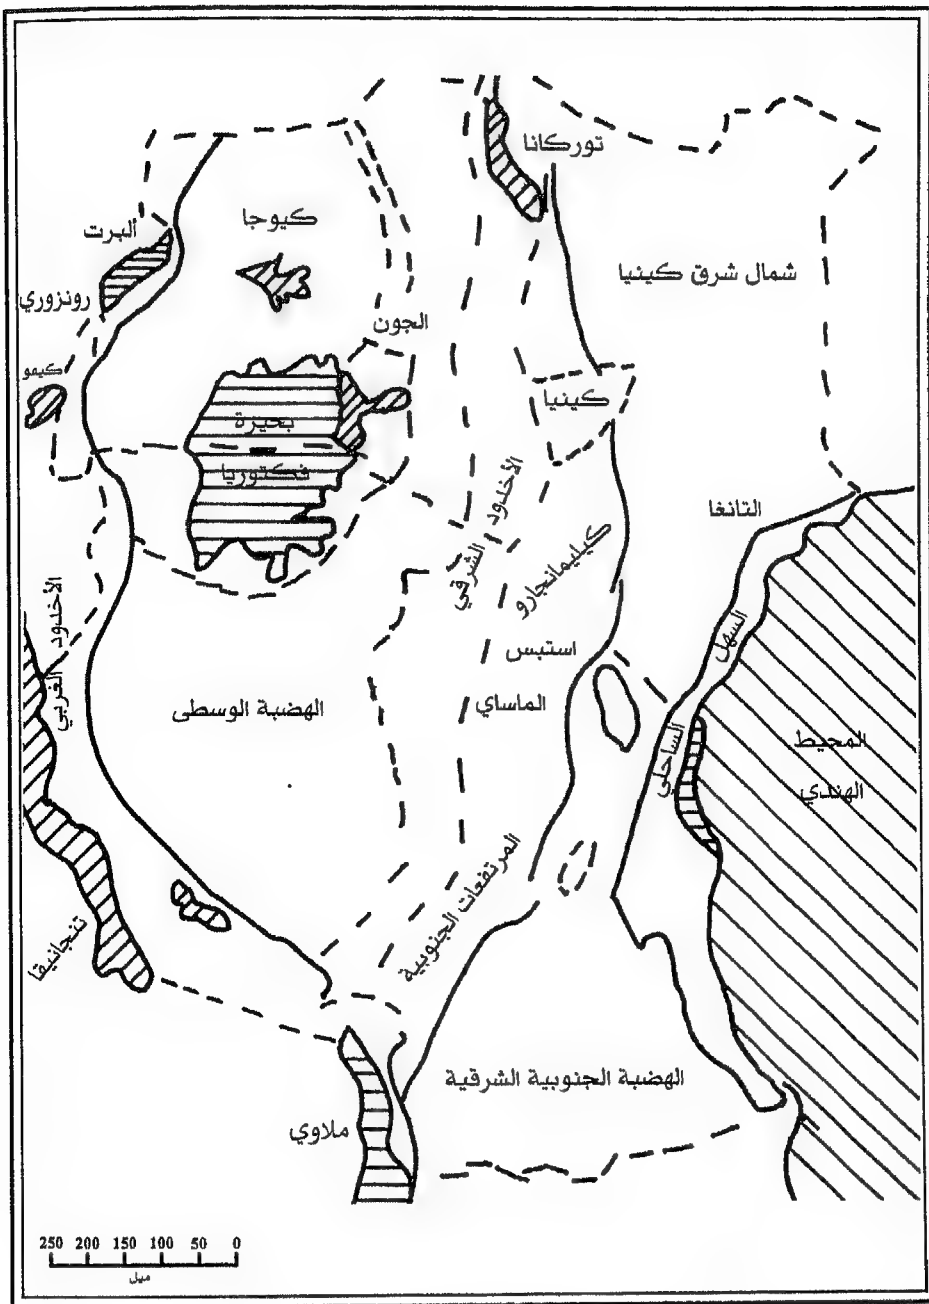 توركانا
كيوجا
البرت
شمال شرق كينيا
رونزوري
الجون
كيفو
كينيا
بحيرة
فكتوريا
الأخدود الشرقي
التانغا
كيليمانجارو
الأخدود الغربي
السهل الساحلي
استبس
الماساي
الهضبة الوسطى
المحيط
الهندي
المرتفعات الجنوبية
تنجانيقا
الهضبة الجنوبية الشرقية
ملاوي
250 200 150 100 50 0
ميل